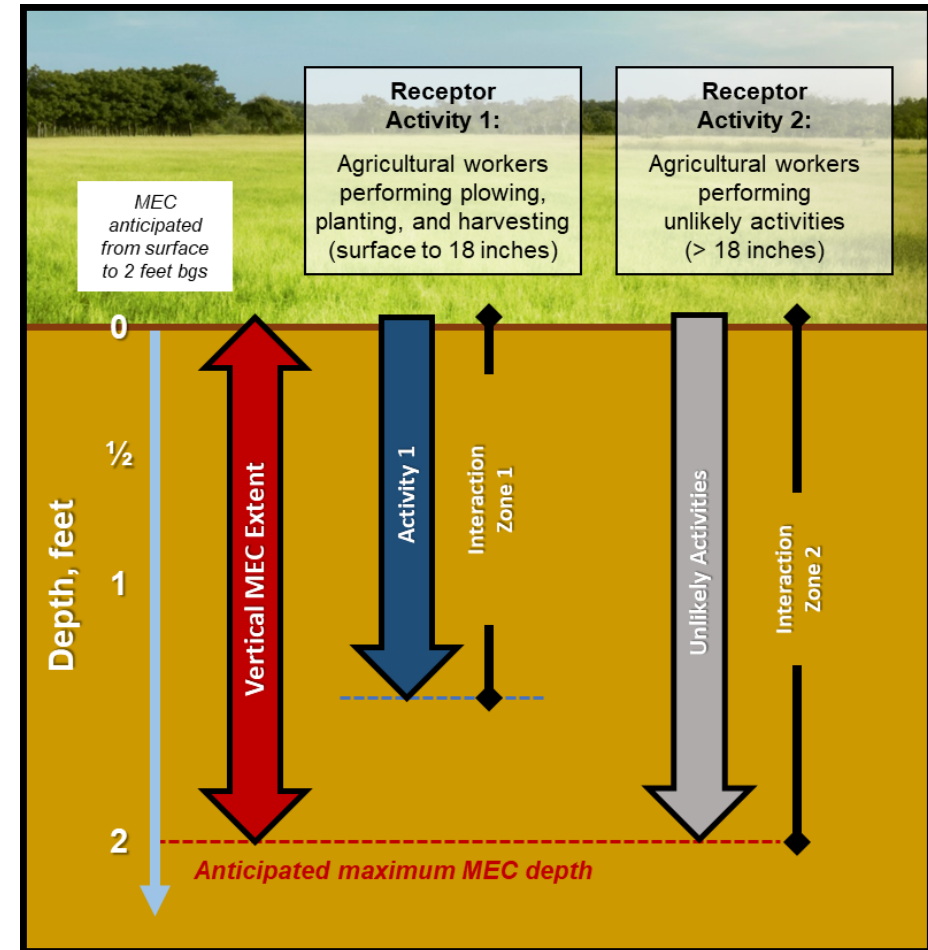 Receptor
Activity 1:
Agricultural workers
performing plowing,
planting, and harvesting
(surface to 18 inches)
Receptor
Activity 2:
Agricultural workers
performing
unlikely activities
(> 18 inches)
MEC
anticipated
from surface
to 2 feet bgs
0
½
1
2
Depth, feet
Vertical MEC Extent
Activity 1
Interaction
Zone 1
Unlikely Activities
Interaction
Zone 2
Anticipated maximum MEC depth